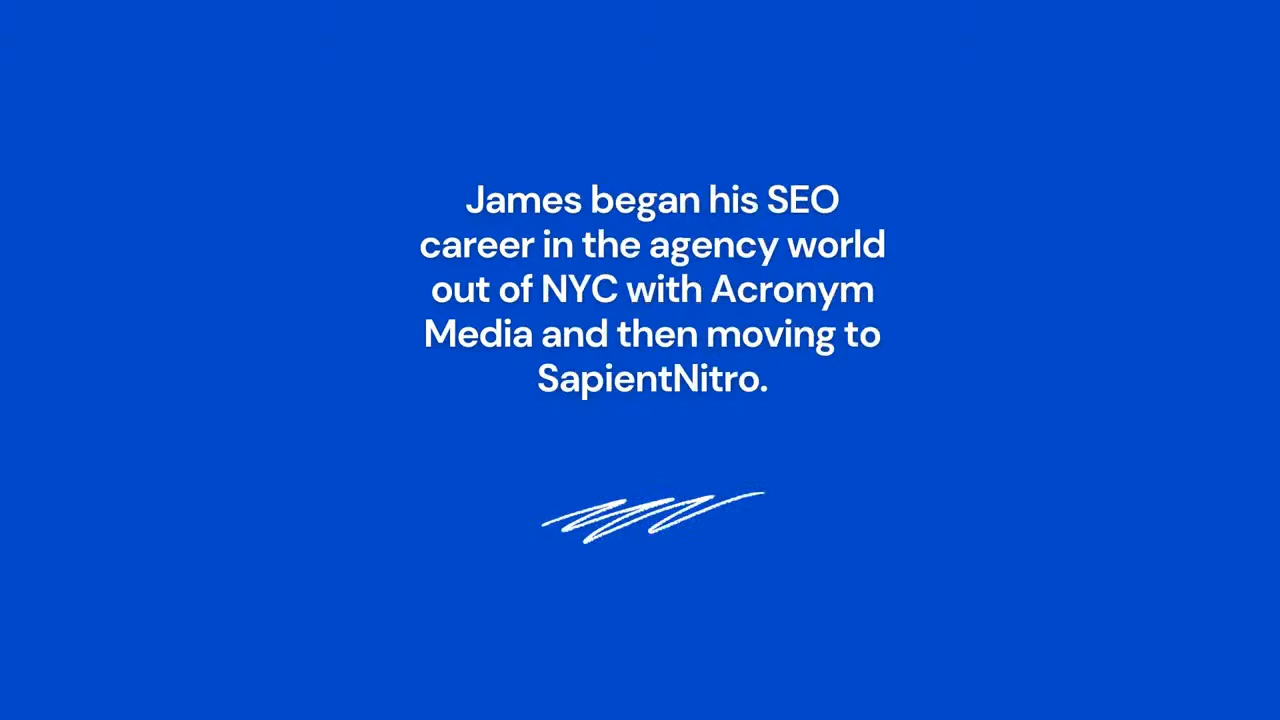 James began his SEO
career in the agency world
out of NYC with Acronym
Media and then moving to
SapientNitro.